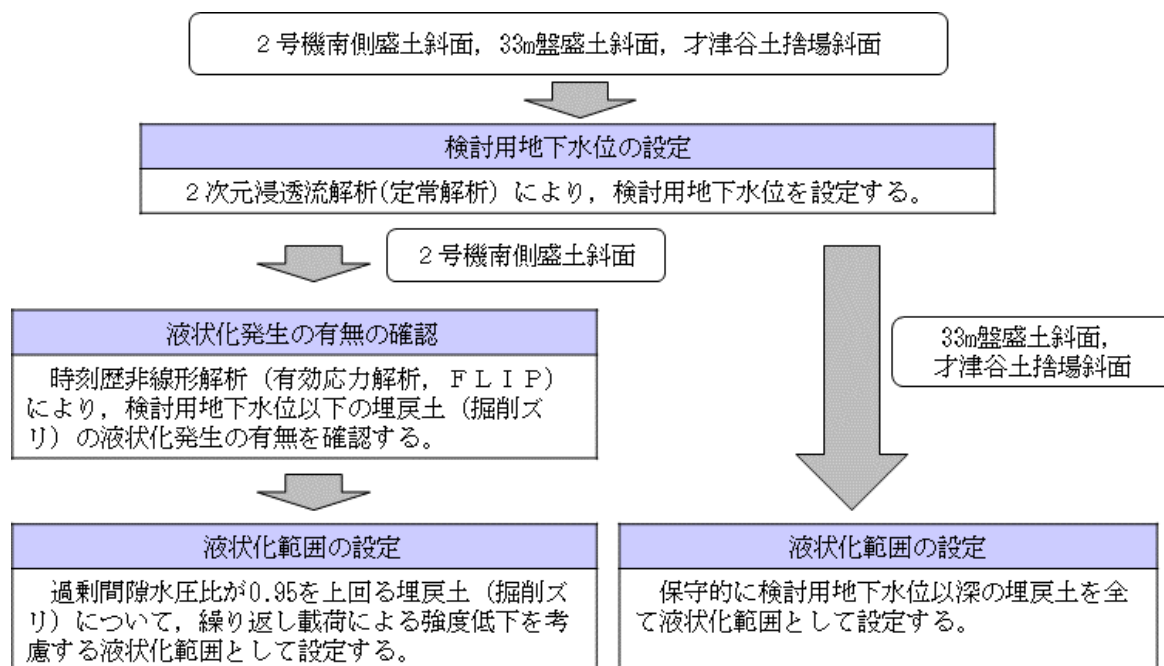 ２号機南側盛土斜面，33m盤盛土斜面，才津谷土捨場斜面
検討用地下水位の設定
２次元浸透流解析(定常解析) により，検討用地下水位を設定する。
２号機南側盛土斜面
液状化発生の有無の確認
時刻歴非線形解析（有効応力解析，ＦＬＩＰ）
により，検討用地下水位以下の埋戻土（掘削ズ
リ）の液状化発生の有無を確認する。
33m盤盛土斜面，
才津谷土捨場斜面
液状化範囲の設定
過剰間隙水圧比が0.95を上回る埋戻土（掘削ズ
リ）について，繰り返し載荷による強度低下を考
慮する液状化範囲として設定する。
液状化範囲の設定
保守的に検討用地下水位以深の埋戻土を全
て液状化範囲として設定する。